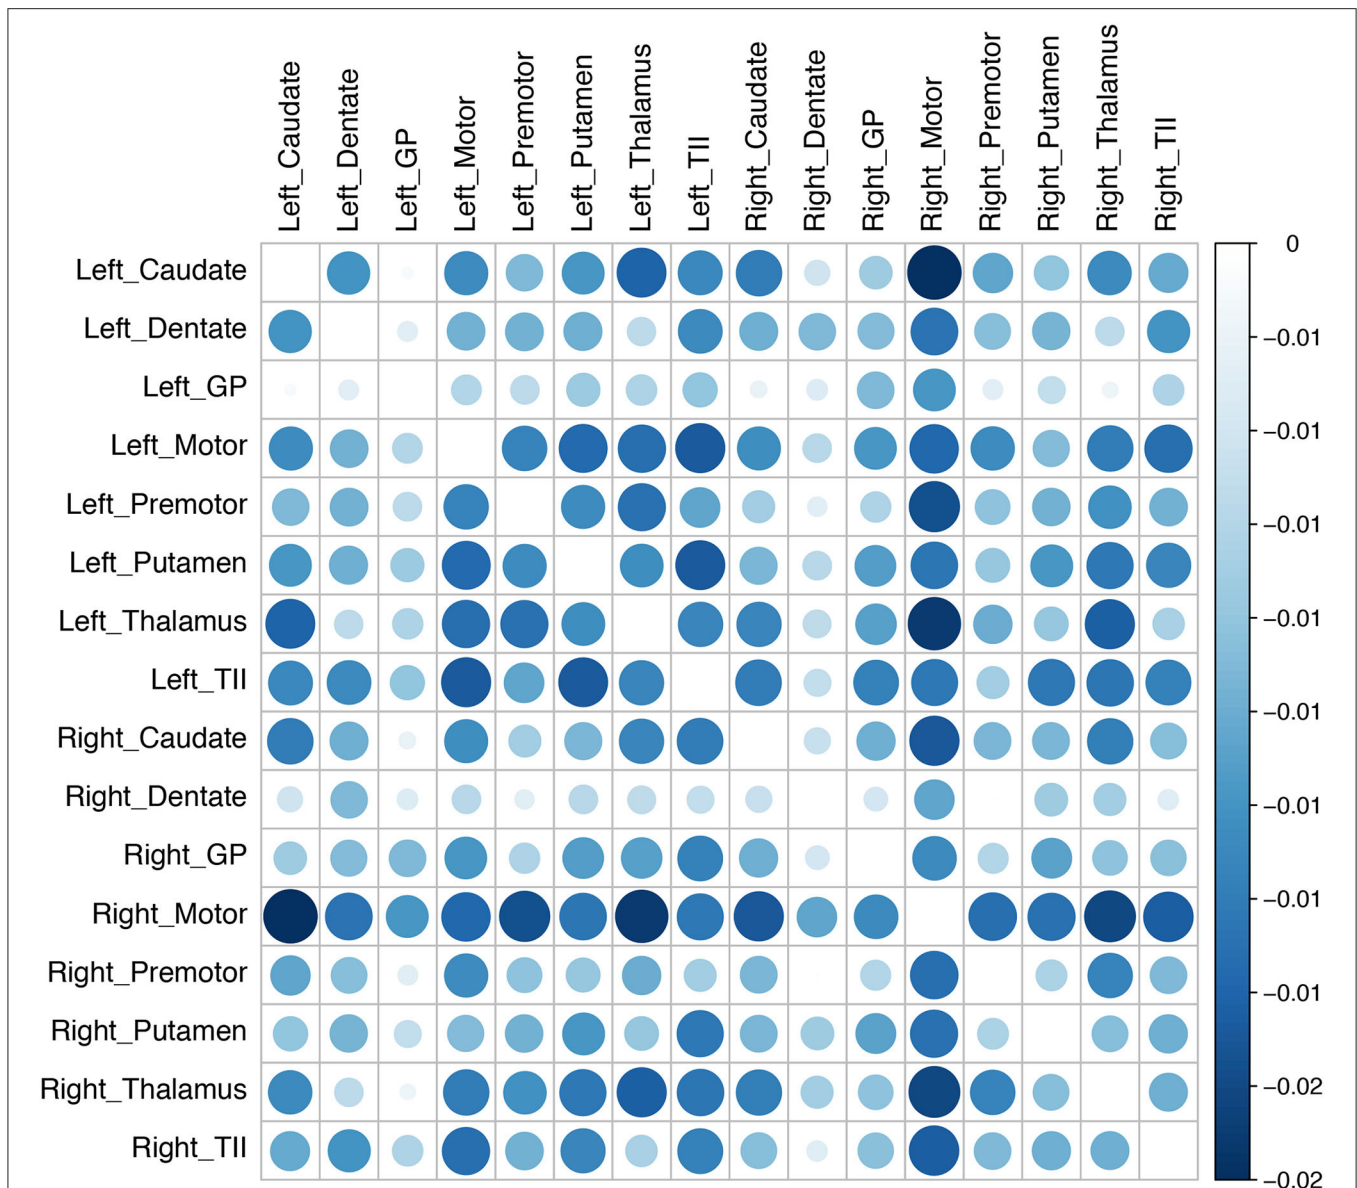 Left_Caudate
Left_Dentate
Left_GP
Left_Motor
Left_Premotor
Left_Putamen
Left_Thalamus
Left_TII
Right_Caudate
Right_Dentate
Right_GP
Right_Motor
Right_Premotor
Right_Putamen
Right_Thalamus
Right_TII
Left_Caudate
Left_Dentate
Left_GP
Left_Motor
Left_Premotor
Left_Putamen
Left_Thalamus
Left_TII
Right_Caudate
Right_Dentate
Right_GP
Right_Motor
Right_Premotor
Right_Putamen
Right_Thalamus
Right_TII
0
−0.01
−0.01
−0.01
−0.01
−0.01
−0.01
−0.01
−0.01
−0.02
−0.02